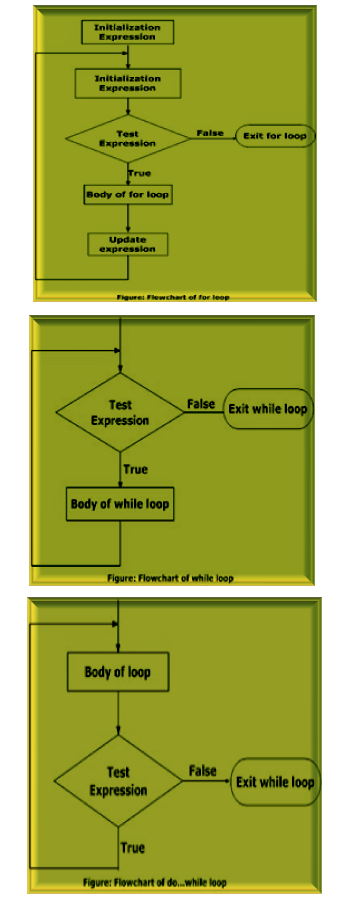 Initialization
Expression
Initialization
Expression
Test
Expression
False
Exit for loop
True
Body of for loop
Update
expression
Figure: Flowchart of for loop
Test
Expression
False
Exit while loop
True
Body of while loop
Figure: Flowchart of while loop
Body of loop
Test
Expression
False
Exit while loop
True
Figure: Flowchart of do...while loop